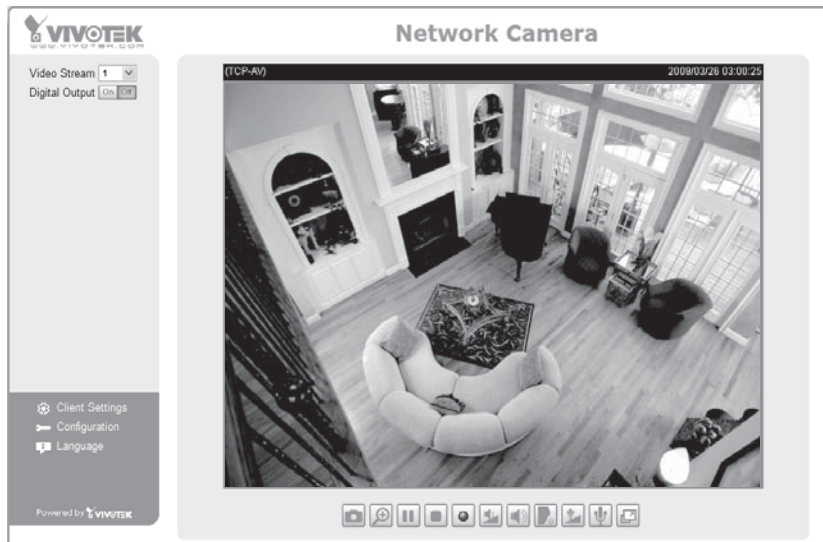 VIVOTEK
www.vivotek.com
Network Camera
Video Stream 1
Digital Output On Off
(TCP-AV) 2009/03/26 03:00:25
Client Settings
Configuration
Language
Powered by VIVOTEK